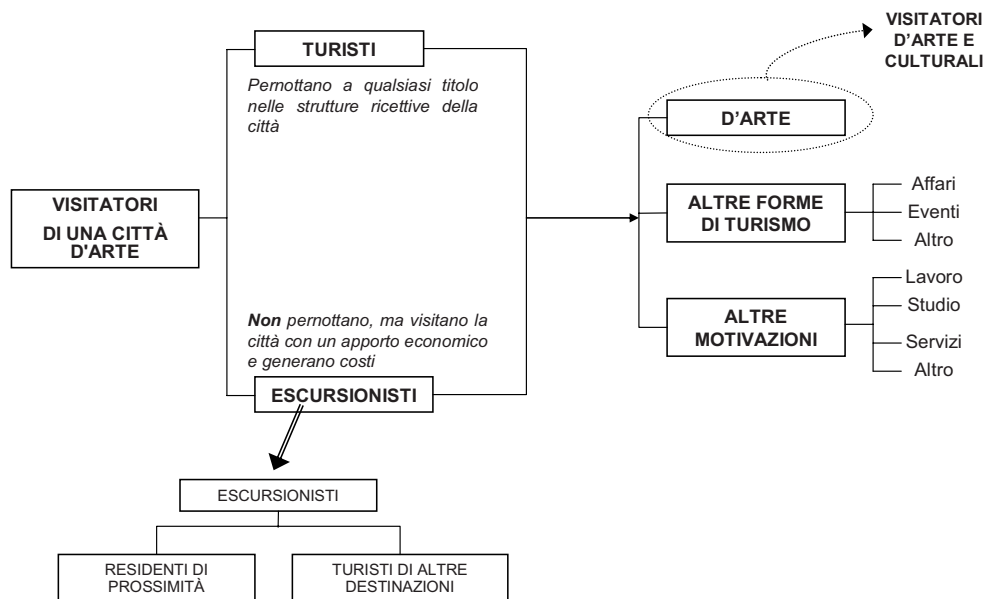 VISITATORI
DI UNA CITTÀ
D'ARTE
TURISTI
Pernottano a qualsiasi titolo
nelle strutture ricettive della
città
Non pernottano, ma visitano la
città con un apporto economico
e generano costi
ESCURSIONISTI
ESCURSIONISTI
RESIDENTI DI
PROSSIMITÀ
TURISTI DI ALTRE
DESTINAZIONI
VISITATORI
D’ARTE E
CULTURALI
D’ARTE
ALTRE FORME
DI TURISMO
Affari
Eventi
Altro
ALTRE
MOTIVAZIONI
Lavoro
Studio
Servizi
Altro